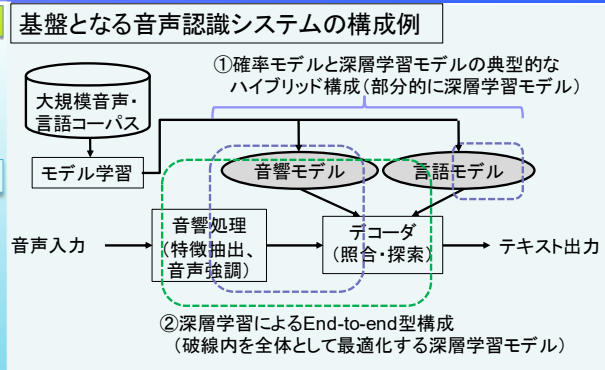 基盤となる音声認識システムの構成例
①確率モデルと深層学習モデルの典型的な
ハイブリッド構成(部分的に深層学習モデル)
大規模音声・
言語コーパス
モデル学習
音響モデル
言語モデル
音声入力
音響処理
(特徴抽出、
音声強調)
デコーダ
(照合・探索)
テキスト出力
②深層学習によるEnd-to-end型構成
(破線内を全体として最適化する深層学習モデル)